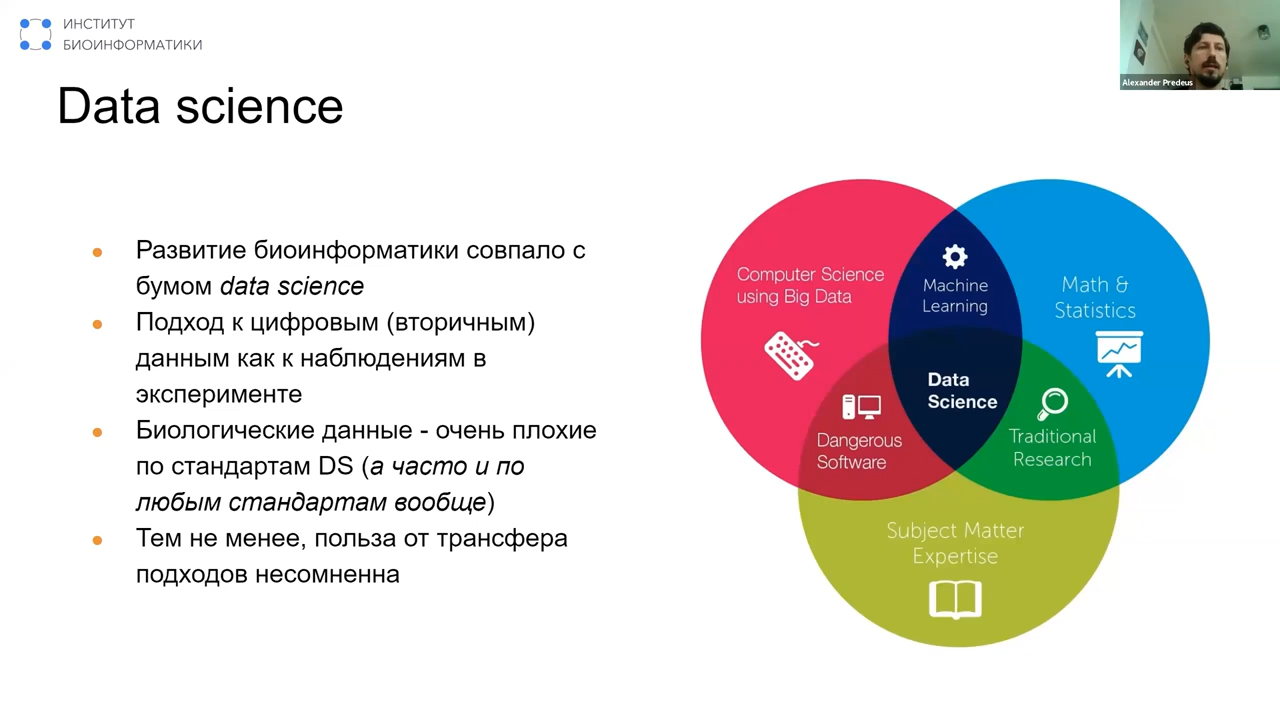 ИНСТИТУТ
БИОИНФОРМАТИКИ
Alexander Predeus
Data science
Развитие биоинформатики совпало с
бумом data science
Подход к цифровым (вторичным)
данным как к наблюдениям в
эксперименте
Биологические данные - очень плохие
по стандартам DS (а часто и по
любым стандартам вообще)
Тем не менее, польза от трансфера
подходов несомненна
Computer Science
using Big Data
Machine
Learning
Math &
Statistics
Data
Science
Dangerous
Software
Traditional
Research
Subject Matter
Expertise